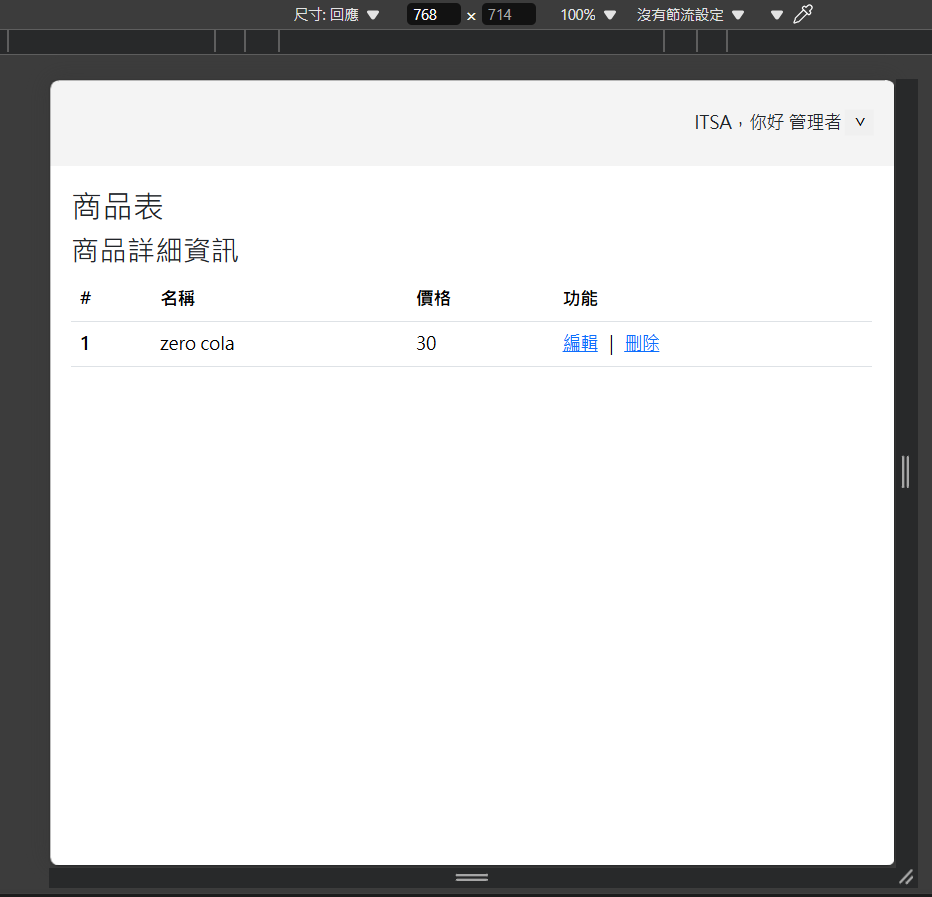 尺寸: 回應 768 × 714 100% 沒有節流設定
ITSA,你好 管理者 v
商品表
商品詳細資訊
# 名稱 價格 功能
1 zero cola 30 編輯 | 刪除